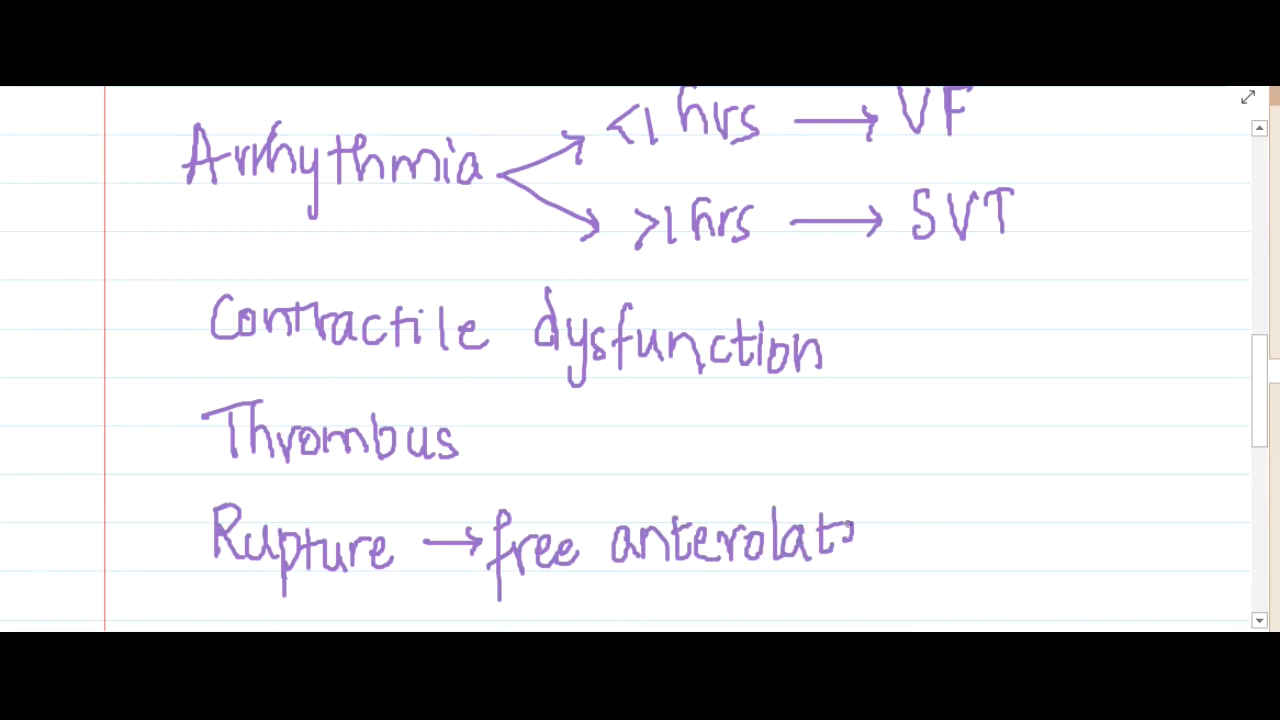 <1 hrs → VF
Arrhythmia
>1 hrs → SVT
Contractile dysfunction
Thrombus
Rupture → free anterolat